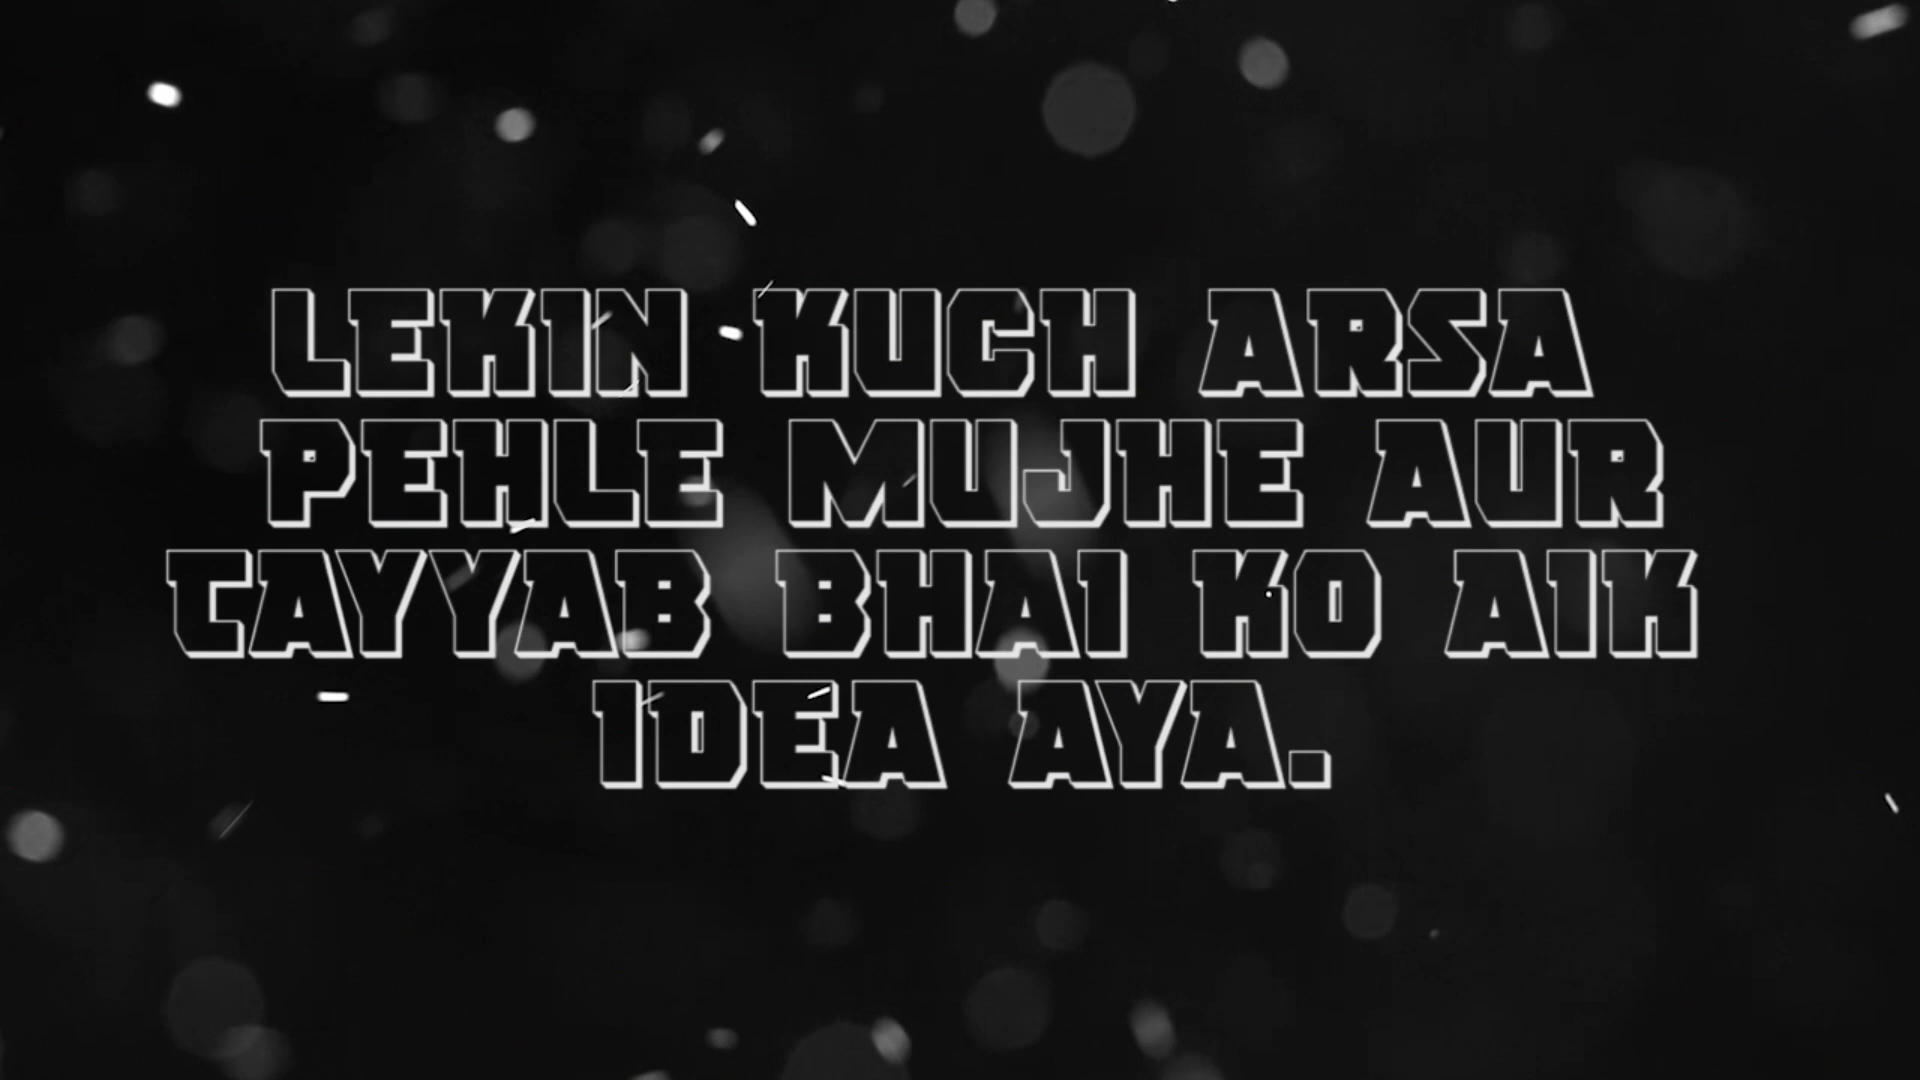 LEKIN KUCH ARSA
PEHLE MUJHE AUR
TAYYAB BHAI KO AIK
IDEA AYA.